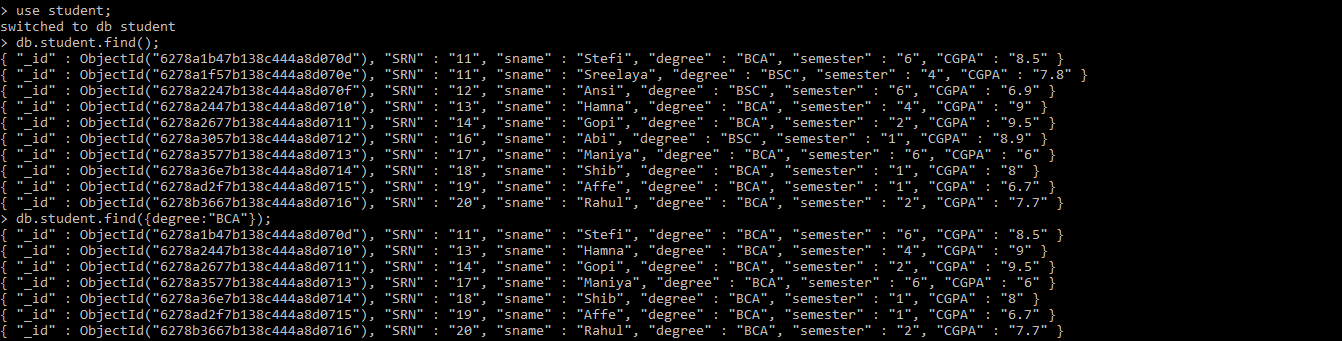 > use student;
switched to db student
> db.student.find();
{ "_id" : ObjectId("6278a1b47b138c444a8d070d"), "SRN" : "11", "sname" : "Stefi", "degree" : "BCA", "semester" : "6", "CGPA" : "8.5" }
{ "_id" : ObjectId("6278a1f57b138c444a8d070e"), "SRN" : "11", "sname" : "Sreelaya", "degree" : "BSC", "semester" : "4", "CGPA" : "7.8" }
{ "_id" : ObjectId("6278a2247b138c444a8d070f"), "SRN" : "12", "sname" : "Ansi", "degree" : "BSC", "semester" : "6", "CGPA" : "6.9" }
{ "_id" : ObjectId("6278a2447b138c444a8d0710"), "SRN" : "13", "sname" : "Hamna", "degree" : "BCA", "semester" : "4", "CGPA" : "9" }
{ "_id" : ObjectId("6278a2677b138c444a8d0711"), "SRN" : "14", "sname" : "Gopi", "degree" : "BCA", "semester" : "2", "CGPA" : "9.5" }
{ "_id" : ObjectId("6278a3057b138c444a8d0712"), "SRN" : "16", "sname" : "Abi", "degree" : "BSC", "semester" : "1", "CGPA" : "8.9" }
{ "_id" : ObjectId("6278a3577b138c444a8d0713"), "SRN" : "17", "sname" : "Maniya", "degree" : "BCA", "semester" : "6", "CGPA" : "6" }
{ "_id" : ObjectId("6278a36e7b138c444a8d0714"), "SRN" : "18", "sname" : "Shib", "degree" : "BCA", "semester" : "1", "CGPA" : "8" }
{ "_id" : ObjectId("6278ad2f7b138c444a8d0715"), "SRN" : "19", "sname" : "Affe", "degree" : "BCA", "semester" : "1", "CGPA" : "6.7" }
{ "_id" : ObjectId("6278b3667b138c444a8d0716"), "SRN" : "20", "sname" : "Rahul", "degree" : "BCA", "semester" : "2", "CGPA" : "7.7" }
> db.student.find({degree:"BCA"});
{ "_id" : ObjectId("6278a1b47b138c444a8d070d"), "SRN" : "11", "sname" : "Stefi", "degree" : "BCA", "semester" : "6", "CGPA" : "8.5" }
{ "_id" : ObjectId("6278a2447b138c444a8d0710"), "SRN" : "13", "sname" : "Hamna", "degree" : "BCA", "semester" : "4", "CGPA" : "9" }
{ "_id" : ObjectId("6278a2677b138c444a8d0711"), "SRN" : "14", "sname" : "Gopi", "degree" : "BCA", "semester" : "2", "CGPA" : "9.5" }
{ "_id" : ObjectId("6278a3577b138c444a8d0713"), "SRN" : "17", "sname" : "Maniya", "degree" : "BCA", "semester" : "6", "CGPA" : "6" }
{ "_id" : ObjectId("6278a36e7b138c444a8d0714"), "SRN" : "18", "sname" : "Shib", "degree" : "BCA", "semester" : "1", "CGPA" : "8" }
{ "_id" : ObjectId("6278ad2f7b138c444a8d0715"), "SRN" : "19", "sname" : "Affe", "degree" : "BCA", "semester" : "1", "CGPA" : "6.7" }
{ "_id" : ObjectId("6278b3667b138c444a8d0716"), "SRN" : "20", "sname" : "Rahul", "degree" : "BCA", "semester" : "2", "CGPA" : "7.7" }